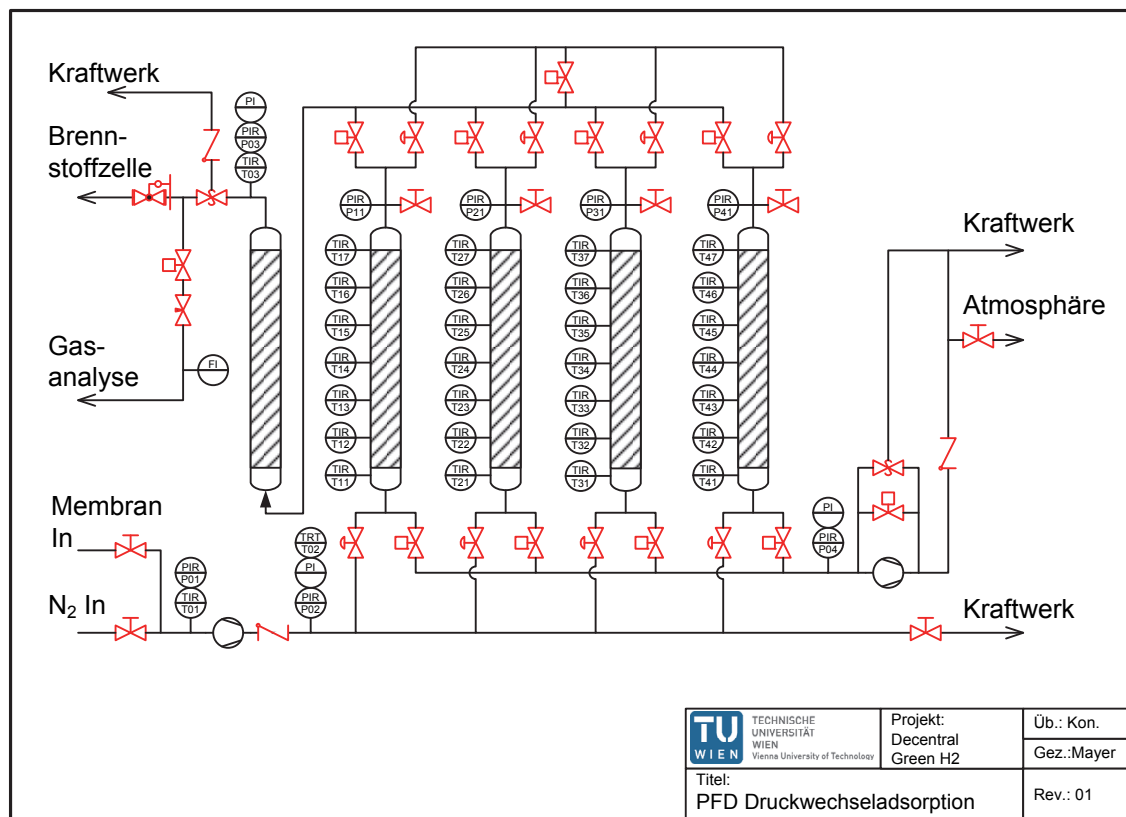 Kraftwerk
Brenn-
stoffzelle
Gas-
analyse
Membran
In
N₂ In
PI
PIR
P03
TIR
T03
FI
PIR
P01
TIR
T01
TRT
T02
PI
PIR
P02
PIR
P11
TIR
T17
TIR
T16
TIR
T15
TIR
T14
TIR
T13
TIR
T12
TIR
T11
PIR
P21
TIR
T27
TIR
T26
TIR
T25
TIR
T24
TIR
T23
TIR
T22
TIR
T21
PIR
P31
TIR
T37
TIR
T36
TIR
T35
TIR
T34
TIR
T33
TIR
T32
TIR
T31
PIR
P41
TIR
T47
TIR
T46
TIR
T45
TIR
T44
TIR
T43
TIR
T42
TIR
T41
PI
PIR
P04
Kraftwerk
Atmosphäre
Kraftwerk
TU
WIEN
TECHNISCHE
UNIVERSITÄT
WIEN
Vienna University of Technology
Projekt:
Decentral
Green H2
Üb.: Kon.
Gez.:Mayer
Titel:
PFD Druckwechseladsorption
Rev.: 01